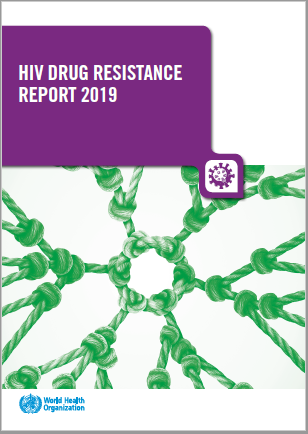 HIV DRUG RESISTANCE
REPORT 2019
World Health
Organization